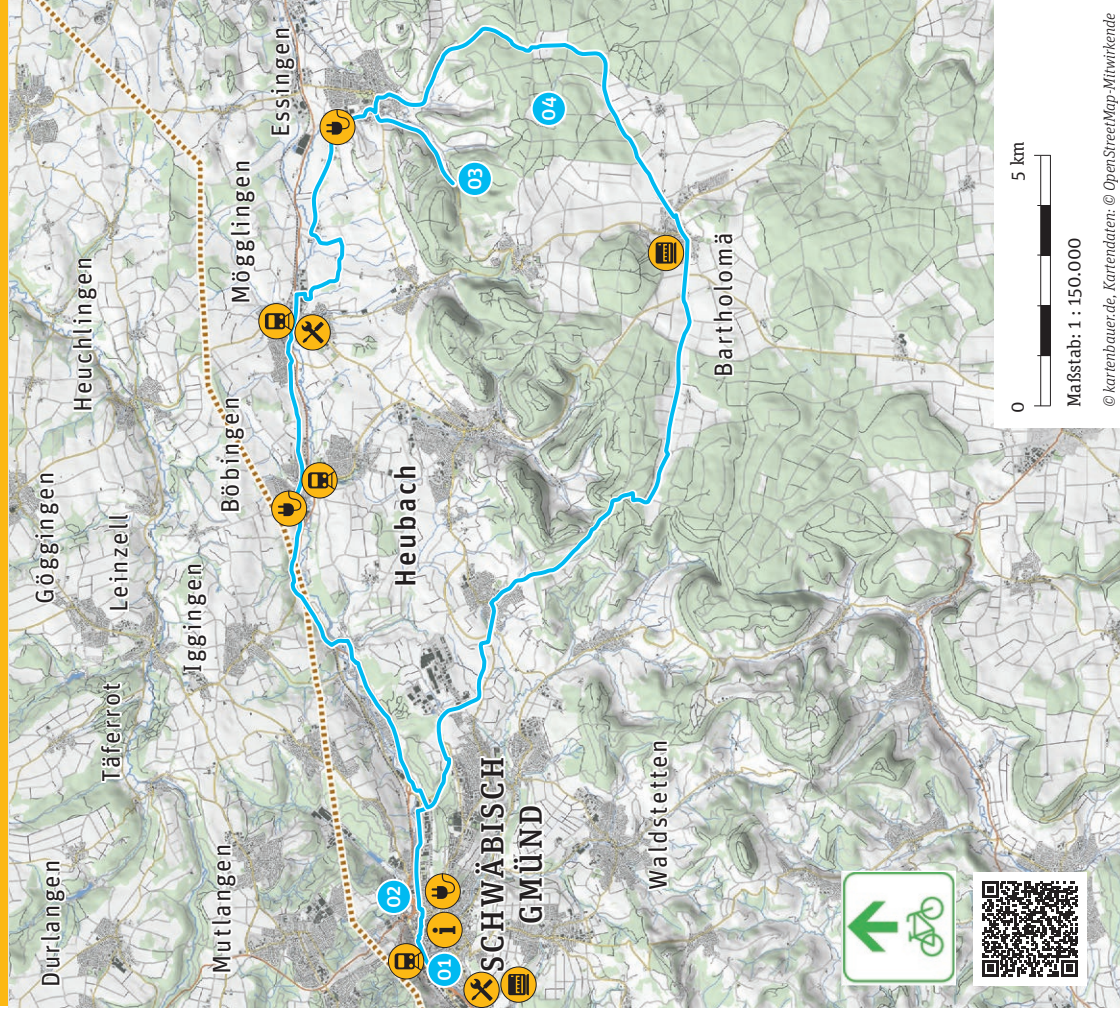 Durlangen
Göggingen
Heuchlingen
Täferrot
Leinzell
Iggingen
Mutlangen
Böbingen
Mögglingen
Essingen
02
Heubach
01
i
03
SCHWÄBISCH
GMÜND
04
Waldstetten
Bartholomä
0 5 km
Maßstab: 1 : 150.000
© kartenbauer.de, Kartendaten: © OpenStreetMap-Mitwirkende